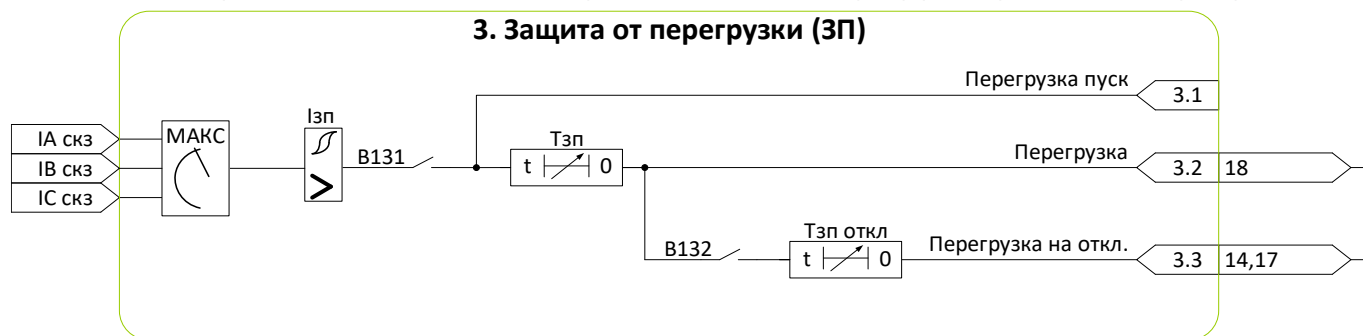 3. Защита от перегрузки (ЗП)
Перегрузка пуск
3.1
Iзп
IA скз
МАКС
Тзп
IB скз
>
B131
t
0
Перегрузка
3.2
18
IC скз
Тзп откл
B132
t
0
Перегрузка на откл.
3.3
14,17